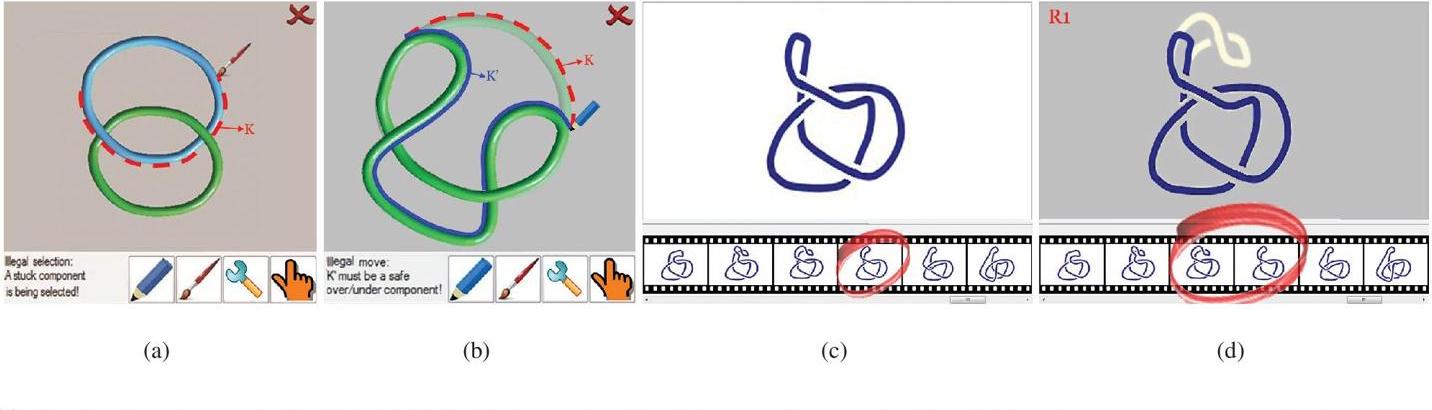 K
Illegal selection:
A stuck component
is being selected!
(a)
K
K'
Illegal move:
K' must be a safe
over/under component!
(b)
(c)
R1
(d)